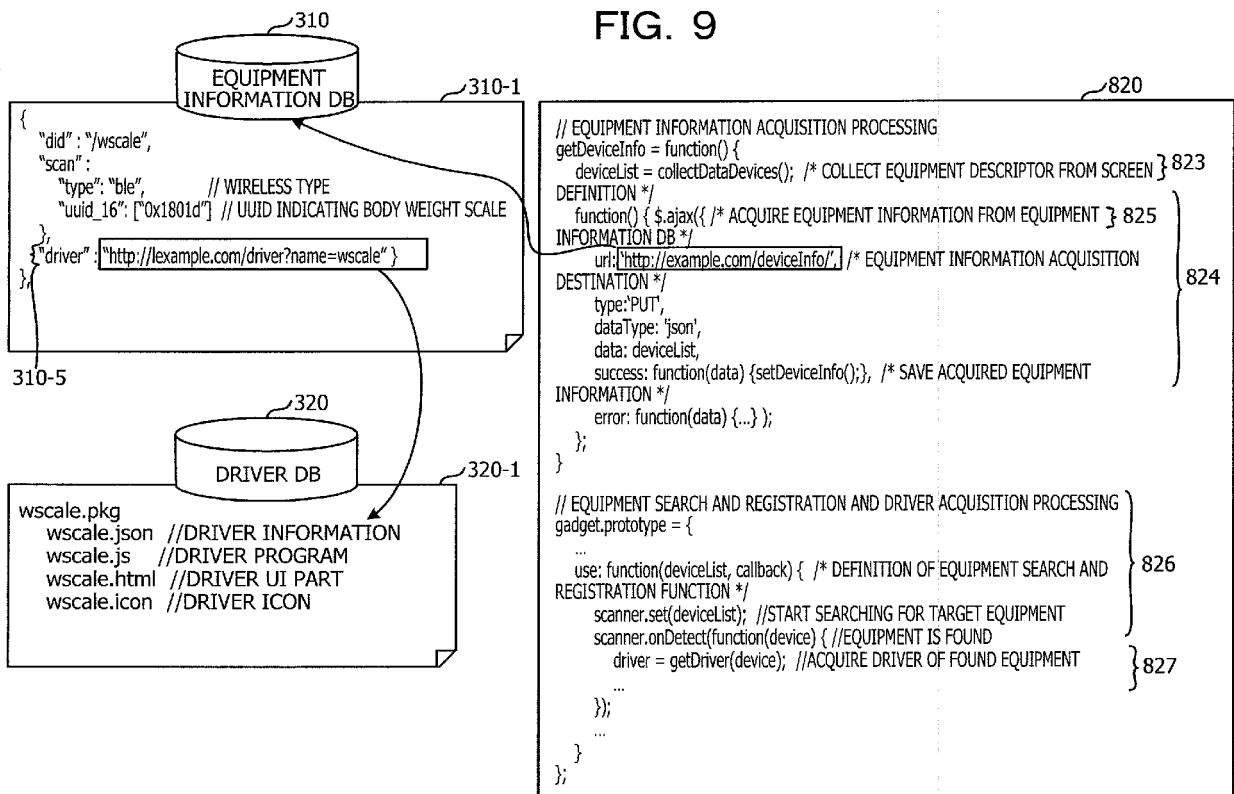 FIG. 9
310
EQUIPMENT
INFORMATION DB
310-1
{
"did" : "/wscale",
"scan" :
"type": "ble", // WIRELESS TYPE
"uuid_16": ["0x1801d"] // UUID INDICATING BODY WEIGHT SCALE
},
"driver" : "http://lexample.com/driver?name=wscale" }
},
310-5
320
DRIVER DB
320-1
wscale.pkg
wscale.json //DRIVER INFORMATION
wscale.js //DRIVER PROGRAM
wscale.html //DRIVER UI PART
wscale.icon //DRIVER ICON
820
// EQUIPMENT INFORMATION ACQUISITION PROCESSING
getDeviceInfo = function() {
deviceList = collectDataDevices(); /* COLLECT EQUIPMENT DESCRIPTOR FROM SCREEN
DEFINITION */
823
function() { $.ajax({ /* ACQUIRE EQUIPMENT INFORMATION FROM EQUIPMENT
INFORMATION DB */
825
url: 'http://example.com/deviceInfo/', /* EQUIPMENT INFORMATION ACQUISITION
DESTINATION */
824
type:'PUT',
dataType: 'json',
data: deviceList,
success: function(data) {setDeviceInfo();}, /* SAVE ACQUIRED EQUIPMENT
INFORMATION */
error: function(data) {...} );
};
}
// EQUIPMENT SEARCH AND REGISTRATION AND DRIVER ACQUISITION PROCESSING
gadget.prototype = {
...
use: function(deviceList, callback) { /* DEFINITION OF EQUIPMENT SEARCH AND
REGISTRATION FUNCTION */
826
scanner.set(deviceList); //START SEARCHING FOR TARGET EQUIPMENT
scanner.onDetect(function(device) { //EQUIPMENT IS FOUND
driver = getDriver(device); //ACQUIRE DRIVER OF FOUND EQUIPMENT
827
...
});
...
}
};